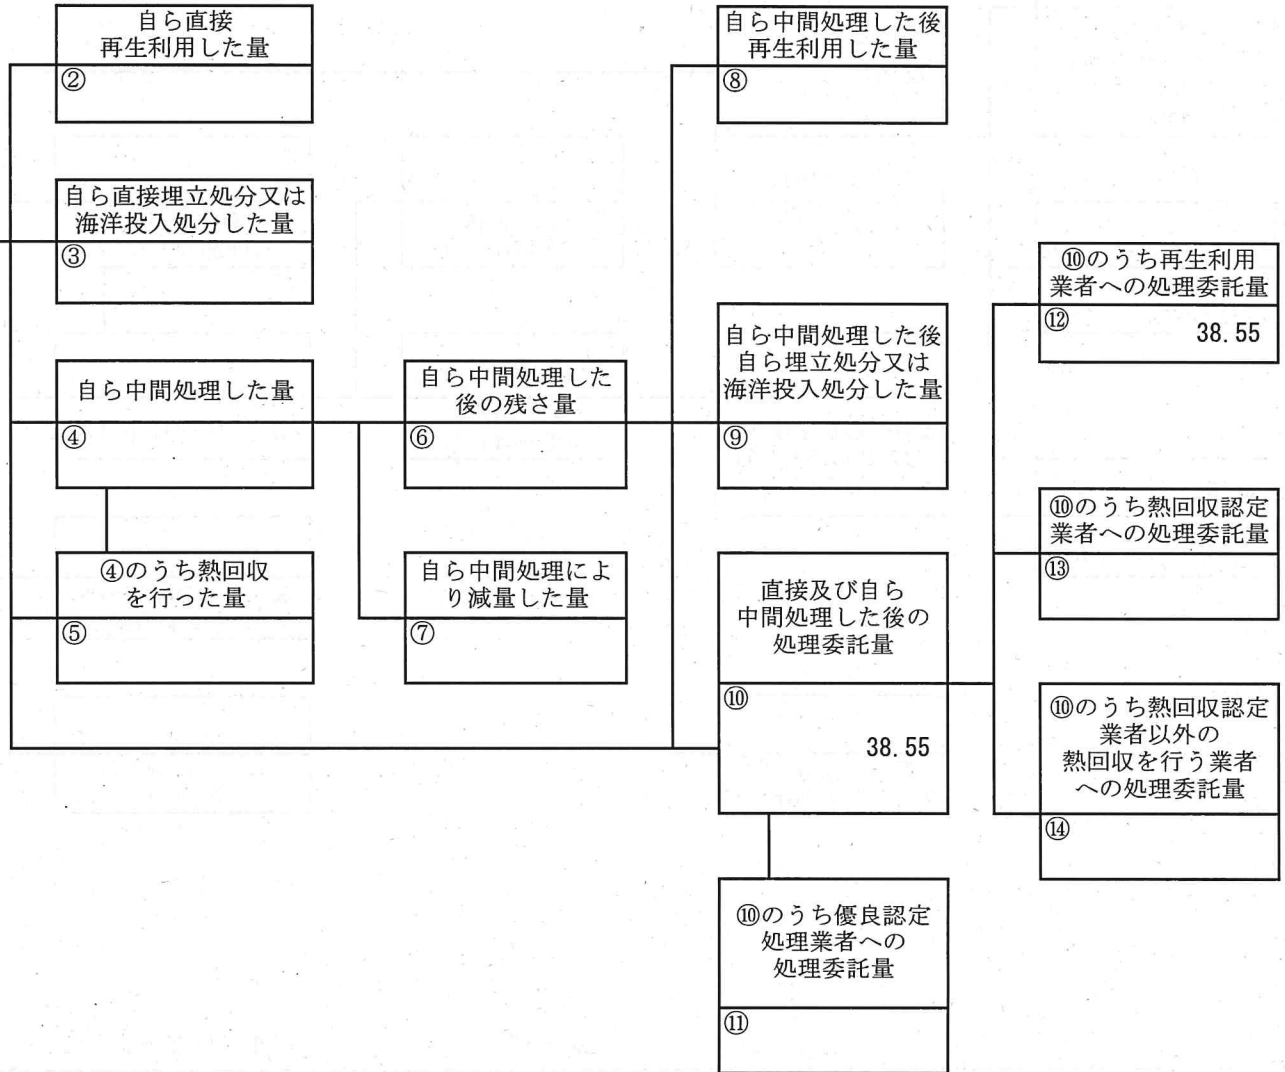 自ら直接
再生利用した量
②
自ら直接埋立処分又は
海洋投入処分した量
③
自ら中間処理した量
④
④のうち熱回収
を行った量
⑤
自ら中間処理した
後の残さ量
⑥
自ら中間処理によ
り減量した量
⑦
自ら中間処理した後
再生利用した量
⑧
自ら中間処理した後
自ら埋立処分又は
海洋投入処分した量
⑨
直接及び自ら
中間処理した後の
処理委託量
⑩
38.55
⑩のうち優良認定
処理業者への
処理委託量
⑪
⑩のうち再生利用
業者への処理委託量
⑫ 38.55
⑩のうち熱回収認定
業者への処理委託量
⑬
⑩のうち熱回収認定
業者以外の
熱回収を行う業者
への処理委託量
⑭